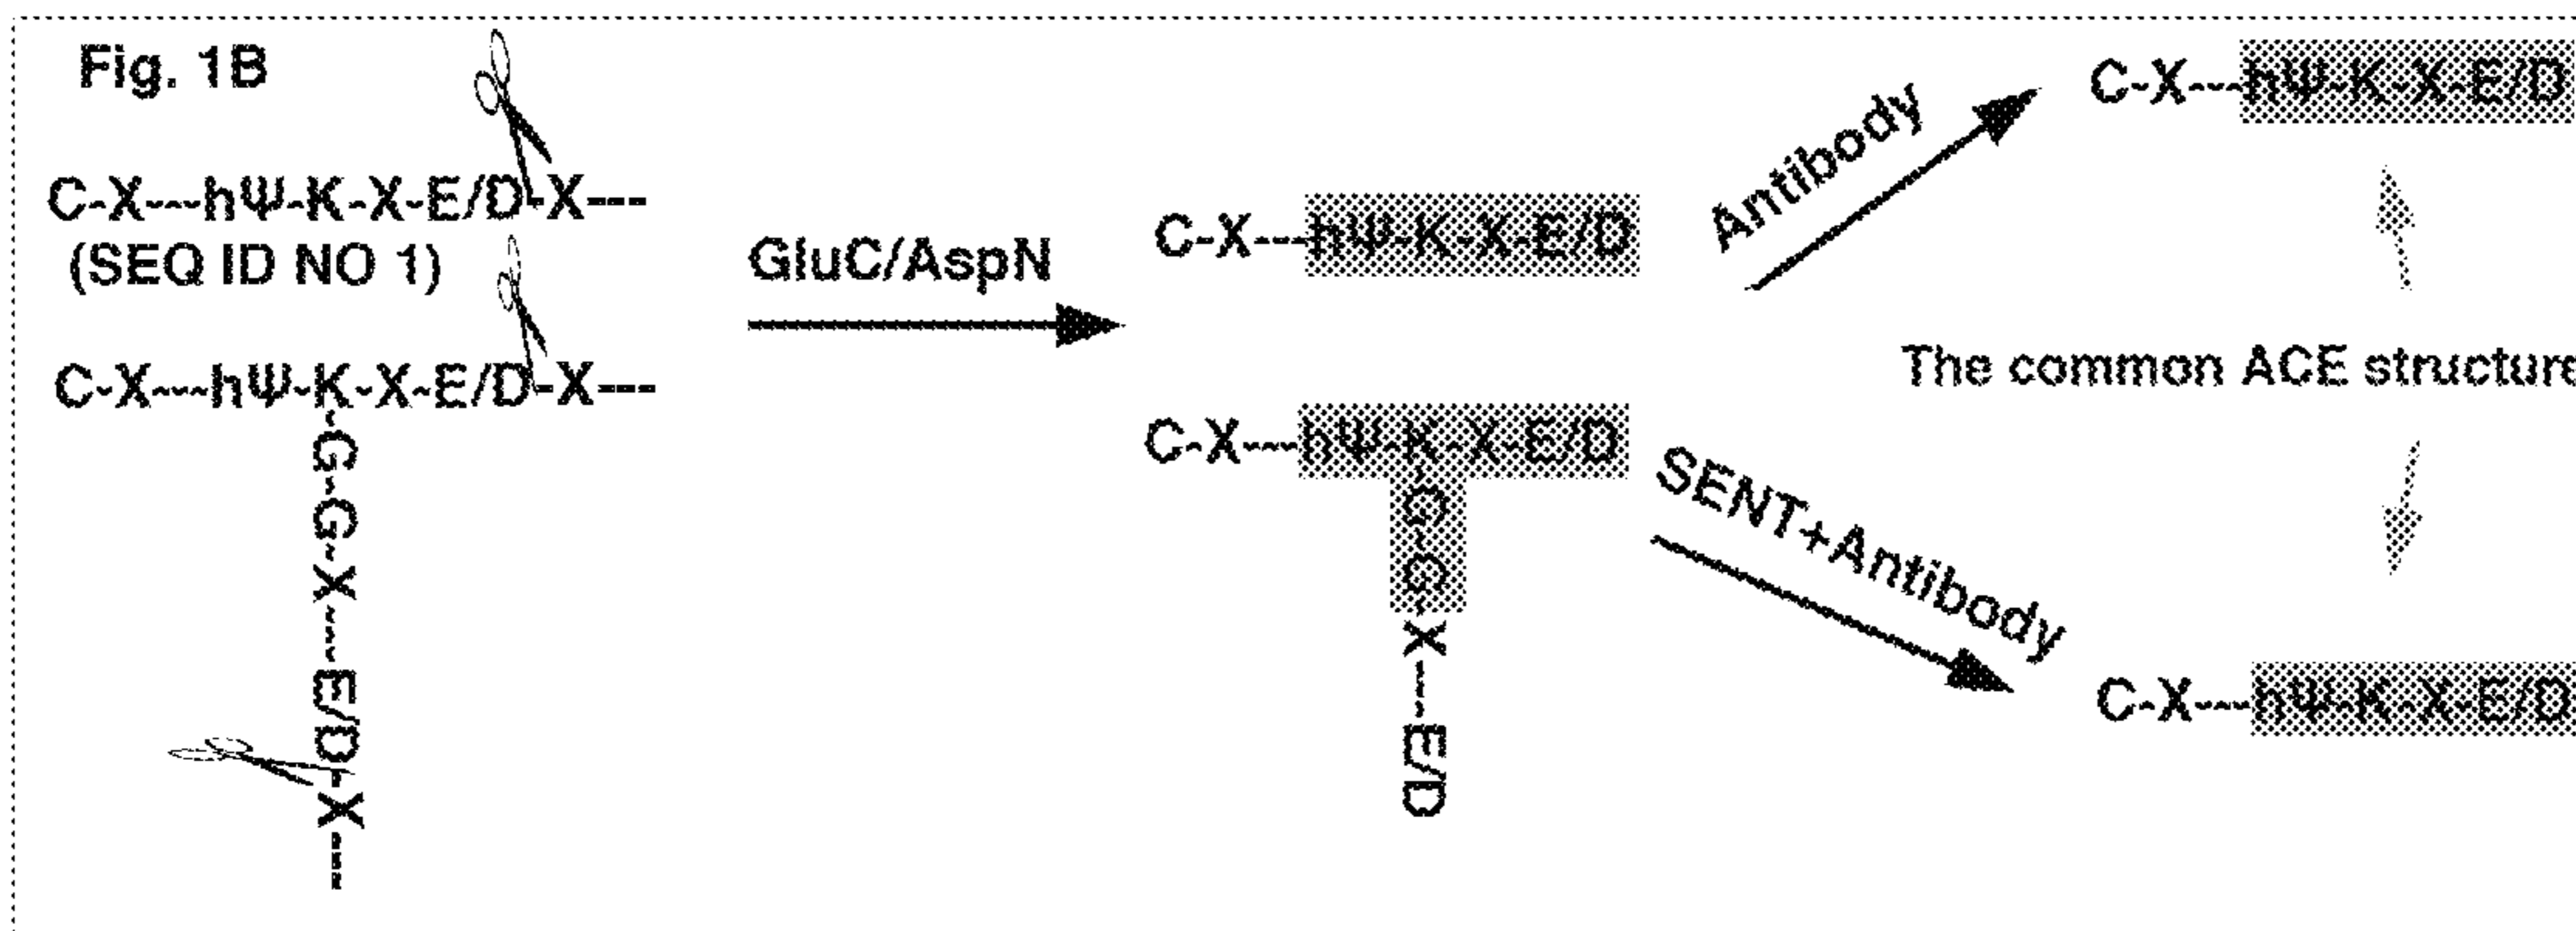 Fig. 1B
C-X---hΨ-K-X-E/D-X---
(SEQ ID NO 1)
C-X---hΨ-K-X-E/D-X---
-G-G-X----E/D-X---
GluC/AspN
C-X---hΨ-K-X-E/D
C-X---hΨ-K-X-E/D
-G-G-X----E/D
Antibody
SENT+Antibody
C-X---hΨ-K-X-E/D
The common ACE structure
C-X---hΨ-K-X-E/D